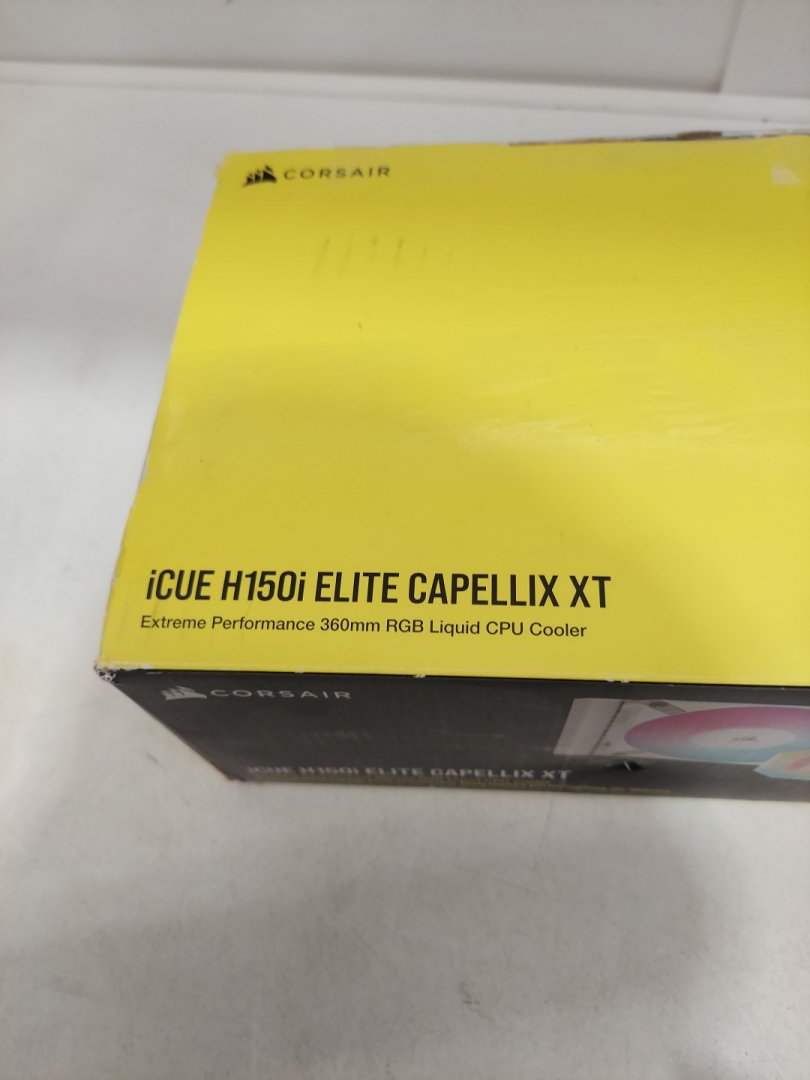 CORSAIR
iCUE H150i ELITE CAPELLIX XT
Extreme Performance 360mm RGB Liquid CPU Cooler
CORSAIR
iCUE H150i ELITE CAPELLIX XT